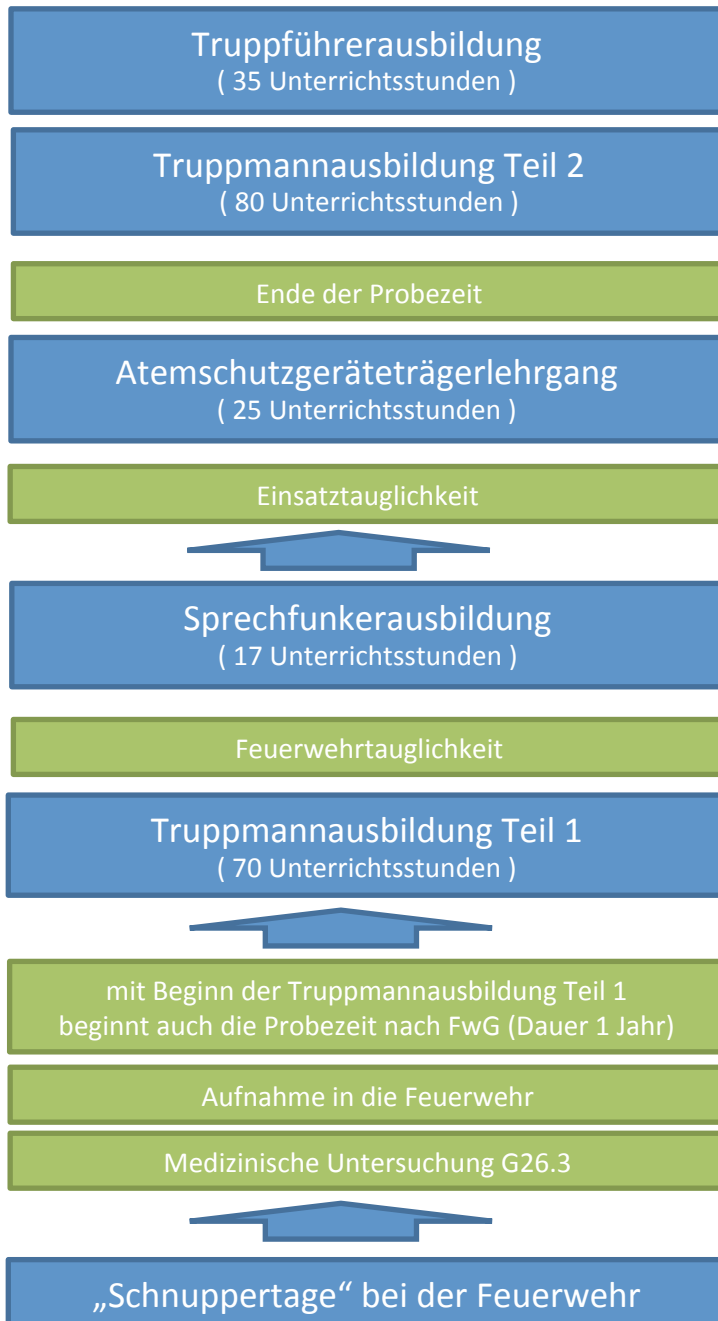 Truppführerausbildung
( 35 Unterrichtsstunden )
Truppmannausbildung Teil 2
( 80 Unterrichtsstunden )
Ende der Probezeit
Atemschutzgeräteträgerlehrgang
( 25 Unterrichtsstunden )
Einsatztauglichkeit
Sprechfunkerausbildung
( 17 Unterrichtsstunden )
Feuerwehrtauglichkeit
Truppmannausbildung Teil 1
( 70 Unterrichtsstunden )
mit Beginn der Truppmannausbildung Teil 1
beginnt auch die Probezeit nach FwG (Dauer 1 Jahr)
Aufnahme in die Feuerwehr
Medizinische Untersuchung G26.3
„Schnuppertage“ bei der Feuerwehr